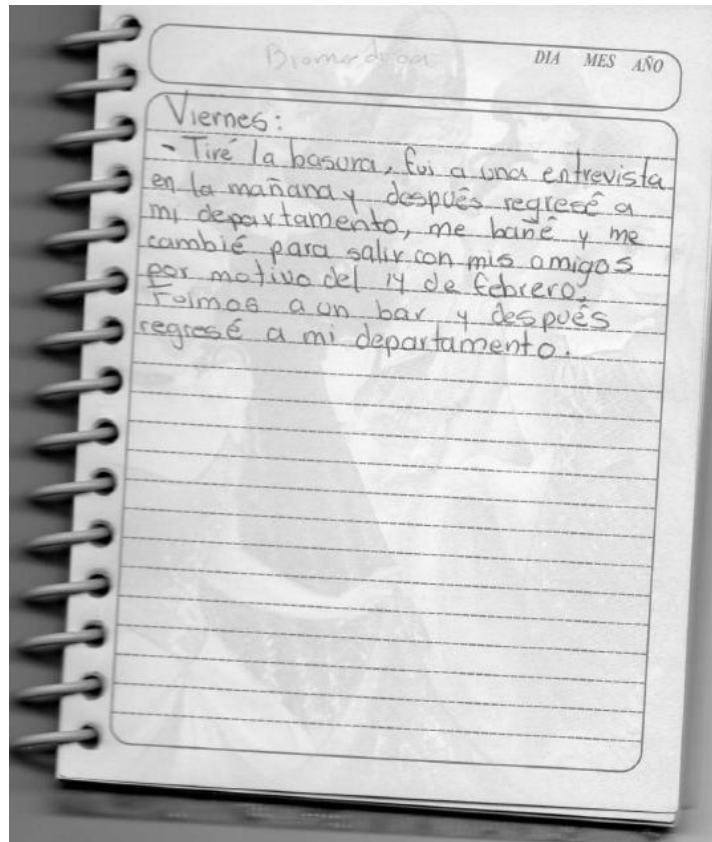 DIA MES AÑO
Viernes:
- Tiré la basura, fui a una entrevista
en la mañana y después regresé a
mi departamento, me bañé y me
cambié para salir con mis amigos
por motivo del 14 de febrero.
Fuimos a un bar y después
regresé a mi departamento.